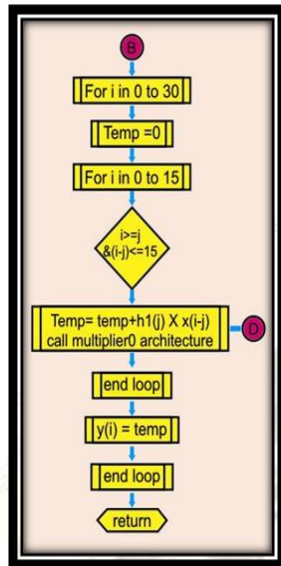 B
For i in 0 to 30
Temp =0
For i in 0 to 15
i>=j
&(i-j)<=15
Temp= temp+h1(j) X x(i-j)
call multiplier0 architecture
D
end loop
y(i) = temp
end loop
return